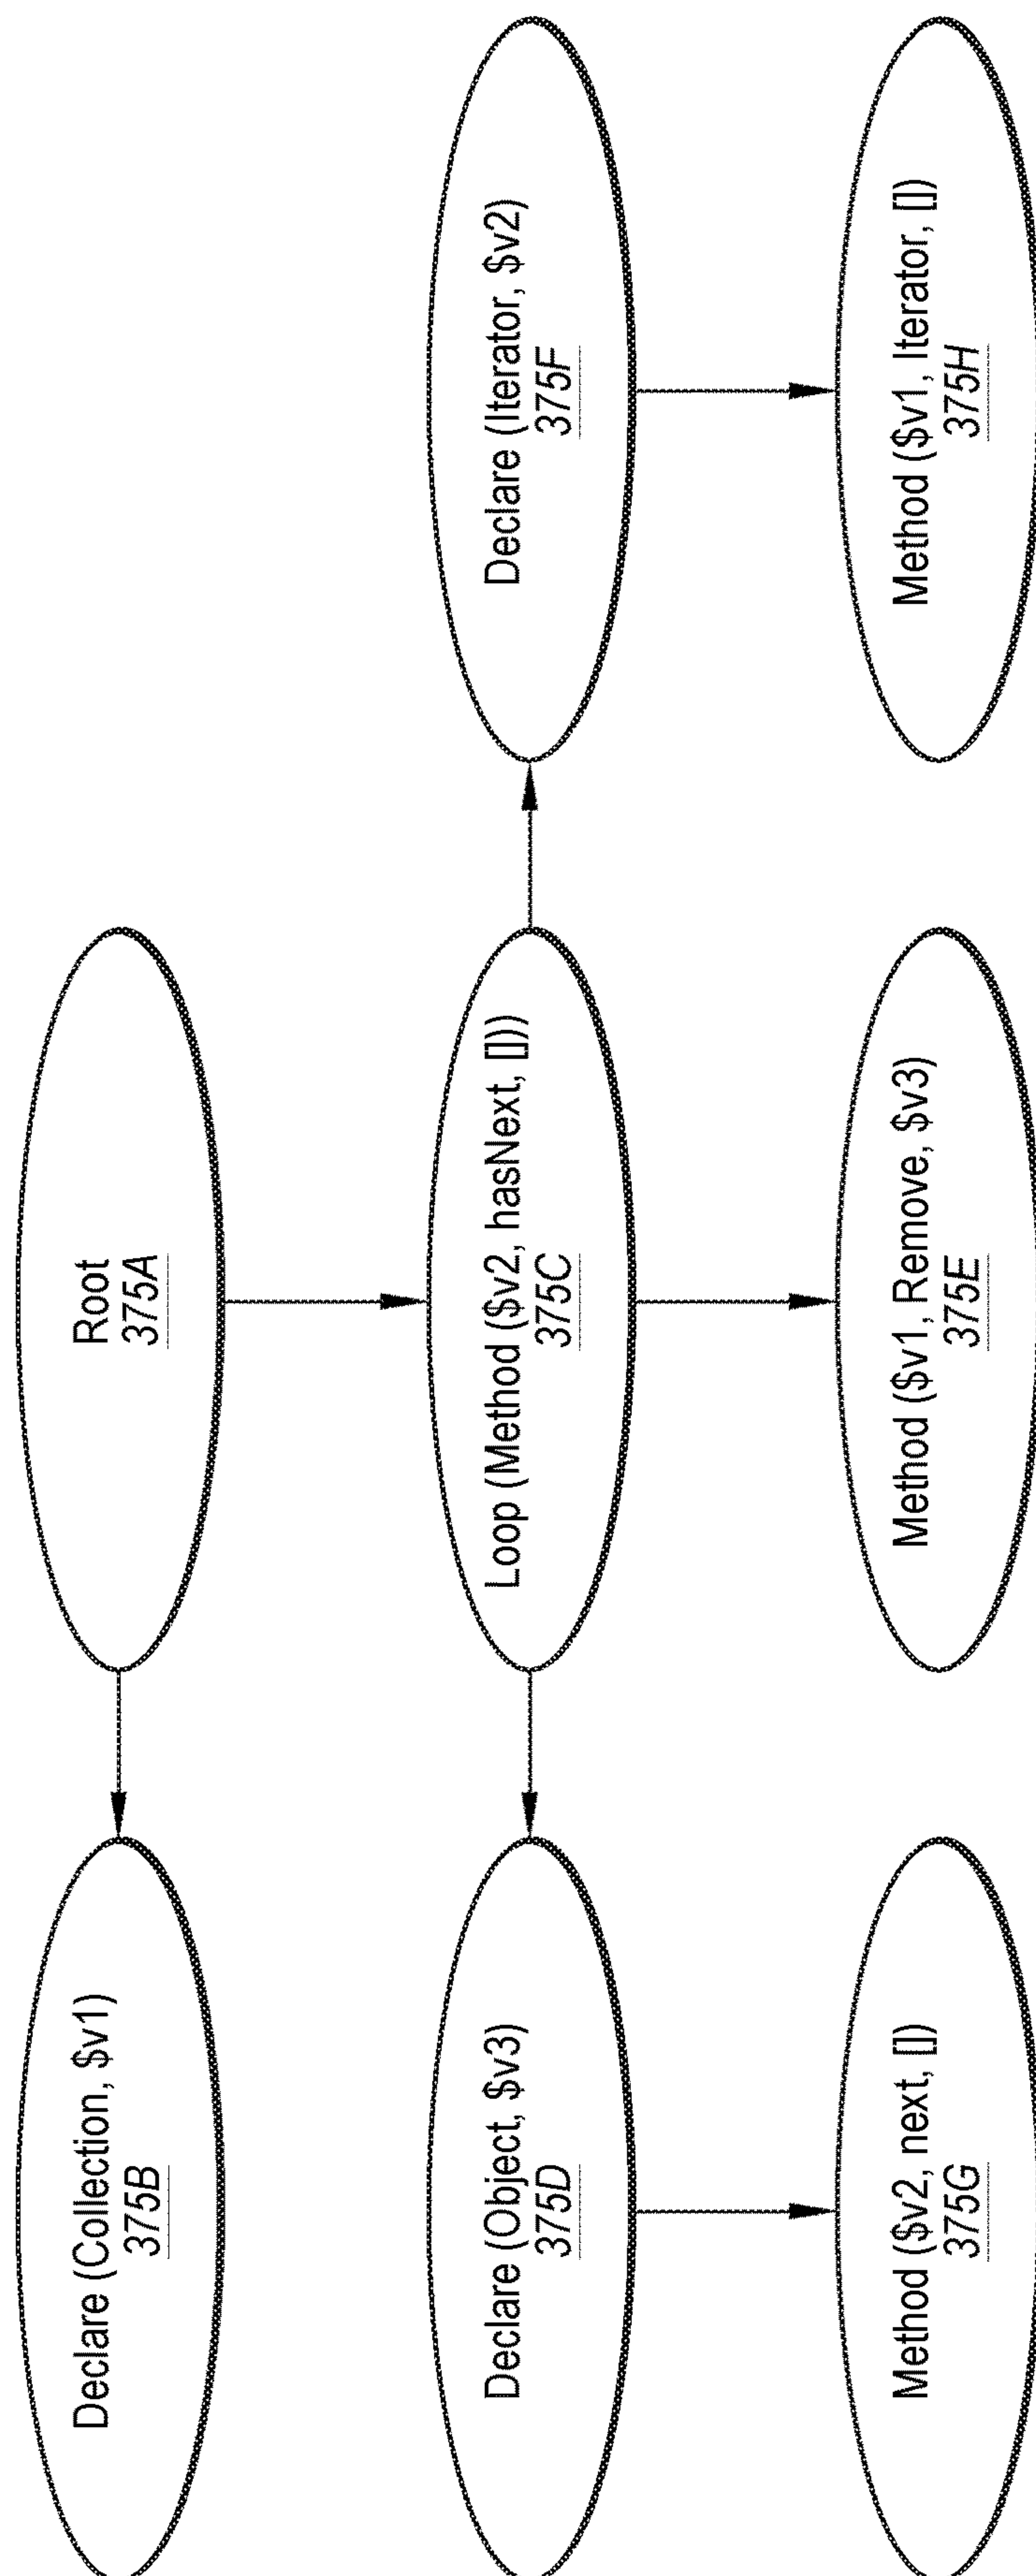 Declare (Collection, $v1)
375B
Root
375A
Declare (Object, $v3)
375D
Loop (Method ($v2, hasNext, []))
375C
Declare (Iterator, $v2)
375F
Method ($v2, next, [])
375G
Method ($v1, Remove, $v3)
375E
Method ($v1, Iterator, [])
375H